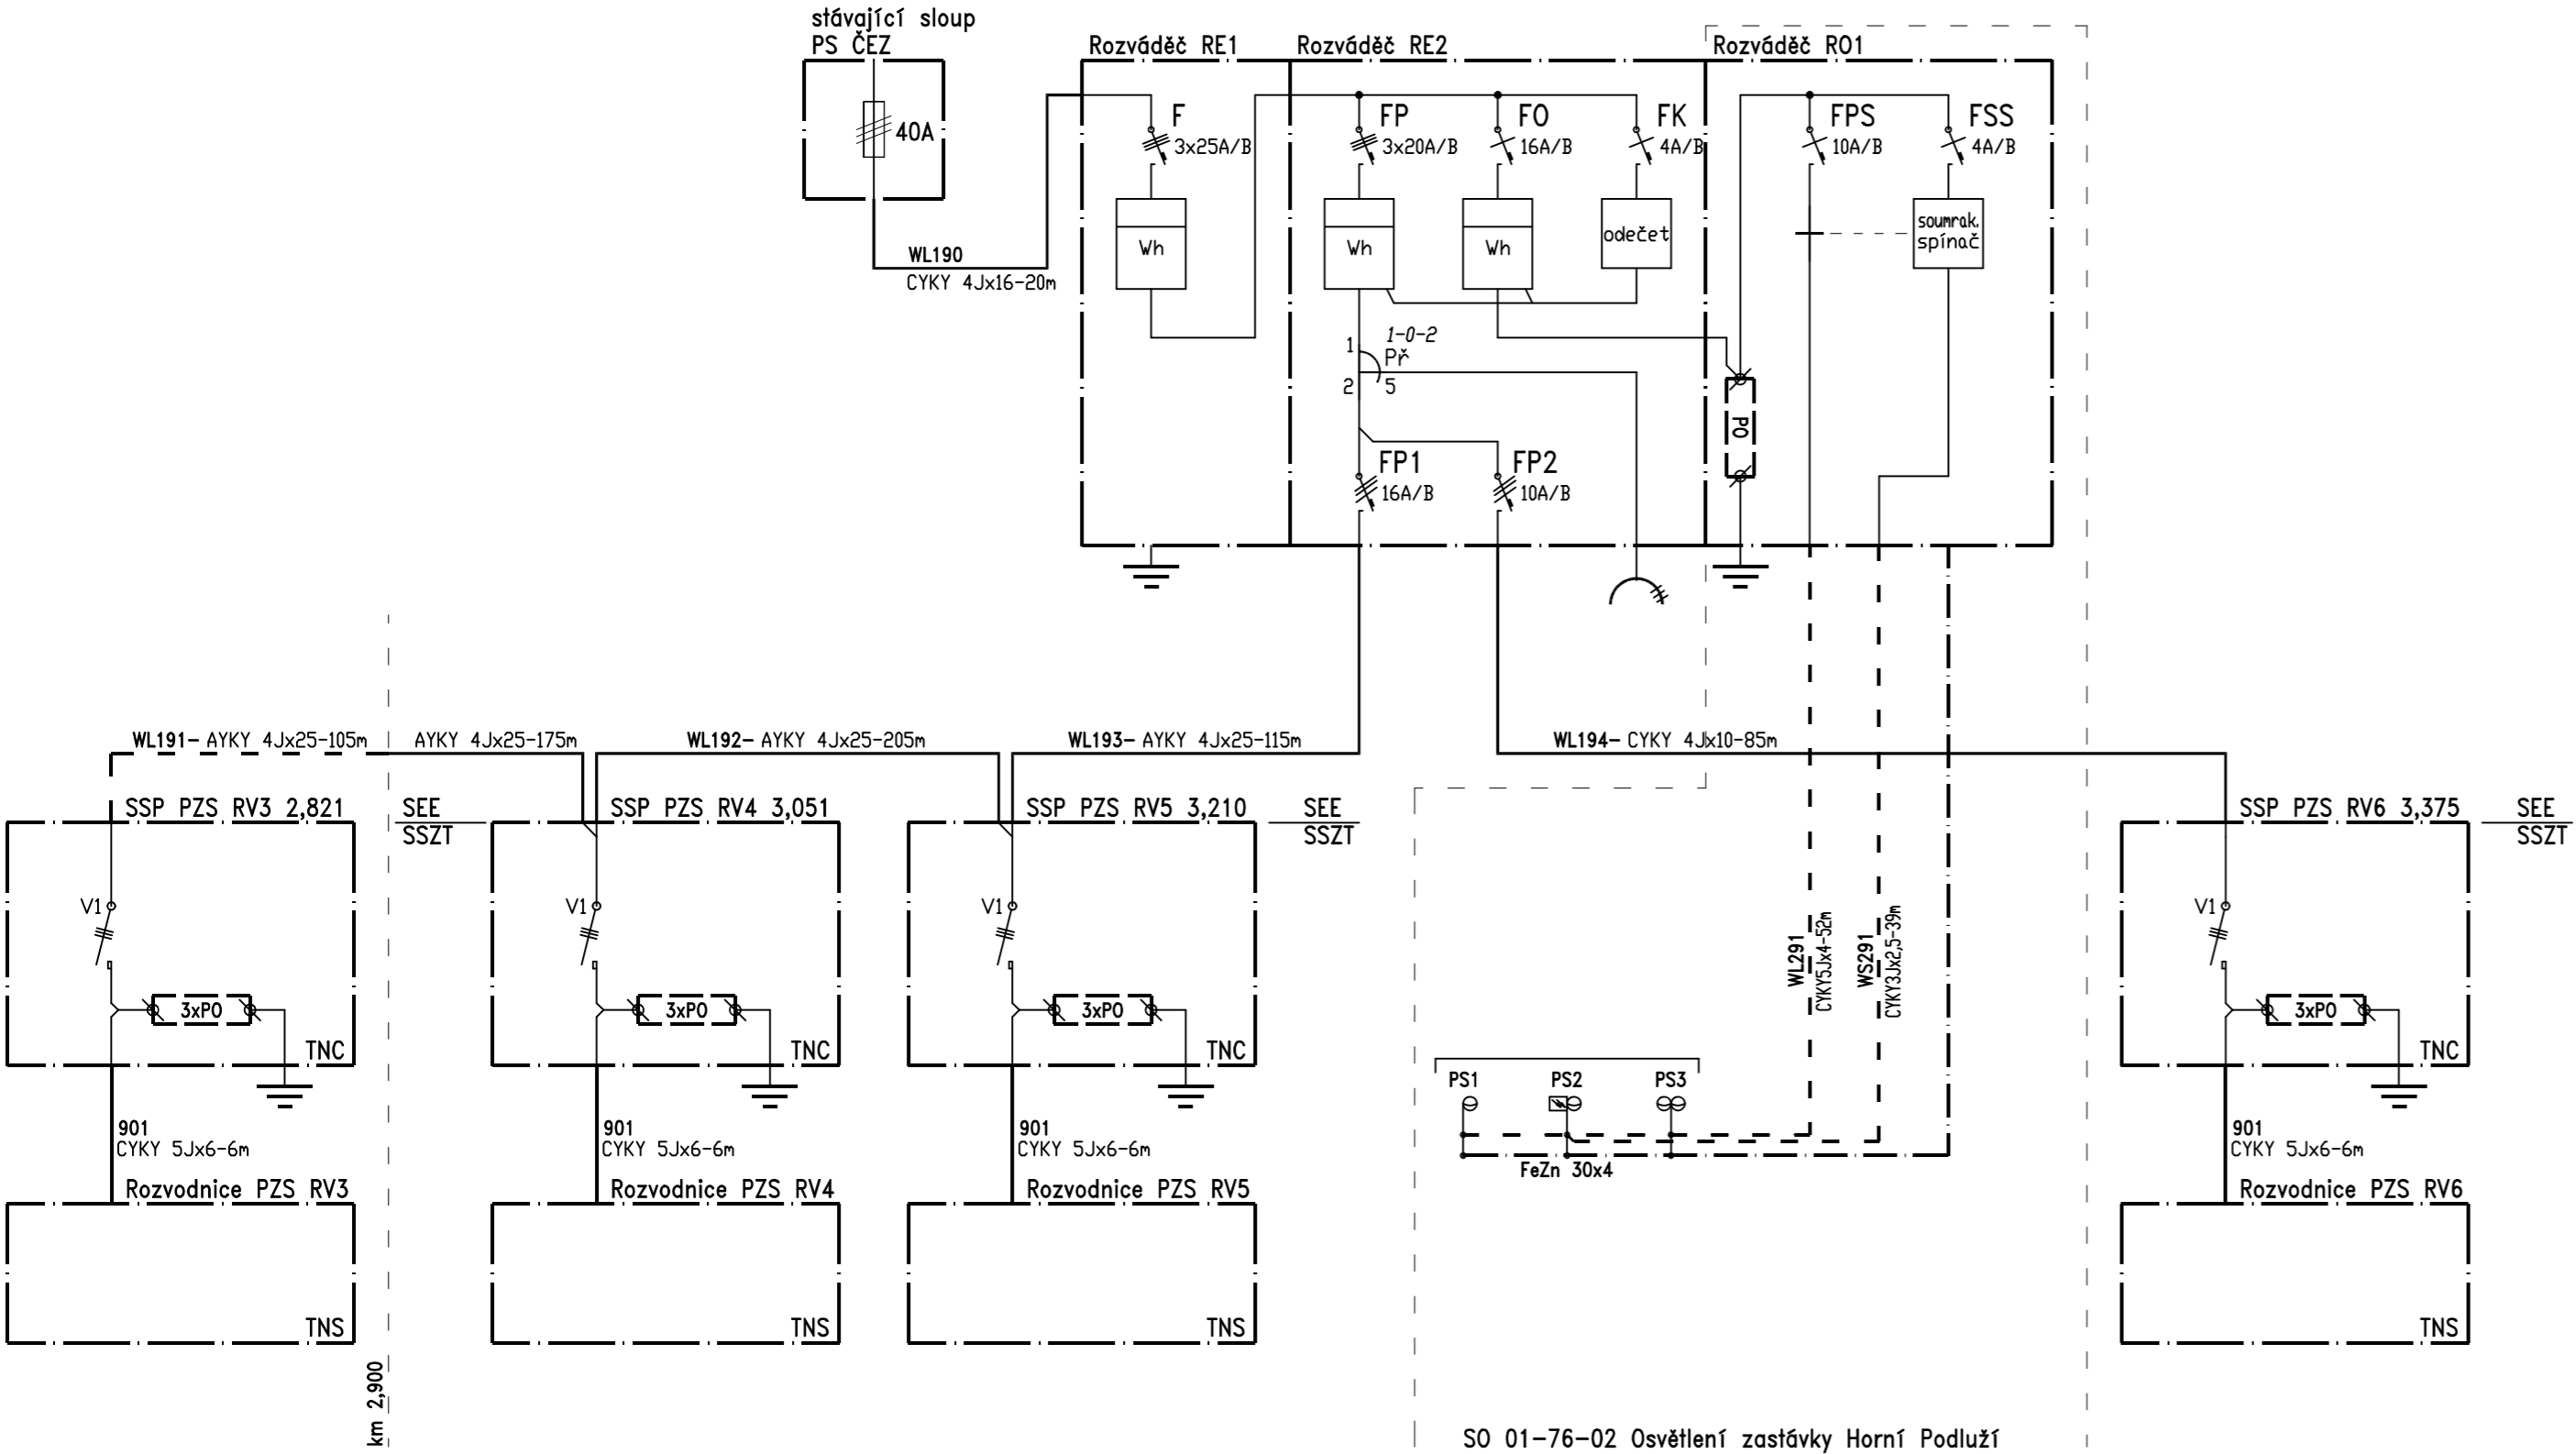 stávající sloup
PS ČEZ
40A
WL190
CYKY 4Jx16-20m
Rozváděč RE1
F
3x25A/B
Wh
Rozváděč RE2
FP
3x20A/B
FO
16A/B
FK
4A/B
Wh
Wh
odečet
1-0-2
1
Př
2
5
FP1
16A/B
FP2
10A/B
Rozváděč RO1
FPS
10A/B
FSS
4A/B
soumrak.
spínač
PO
WL191- AYKY 4Jx25-105m
AYKY 4Jx25-175m
WL192- AYKY 4Jx25-205m
WL193- AYKY 4Jx25-115m
WL194- CYKY 4Jx10-85m
SSP PZS RV3 2,821
SEE
SSZT
V1
3xPO
TNC
901
CYKY 5Jx6-6m
Rozvodnice PZS RV3
TNS
km 2,900
SSP PZS RV4 3,051
V1
3xPO
TNC
901
CYKY 5Jx6-6m
Rozvodnice PZS RV4
TNS
SSP PZS RV5 3,210
SEE
SSZT
V1
3xPO
TNC
901
CYKY 5Jx6-6m
Rozvodnice PZS RV5
TNS
WL291
CYKY5Jx4-52m
WS291
CYKY3Jx2,5-39m
PS1
PS2
PS3
FeZn 30x4
SSP PZS RV6 3,375
SEE
SSZT
V1
3xPO
TNC
901
CYKY 5Jx6-6m
Rozvodnice PZS RV6
TNS
SO 01-76-02 Osvětlení zastávky Horní Podluží